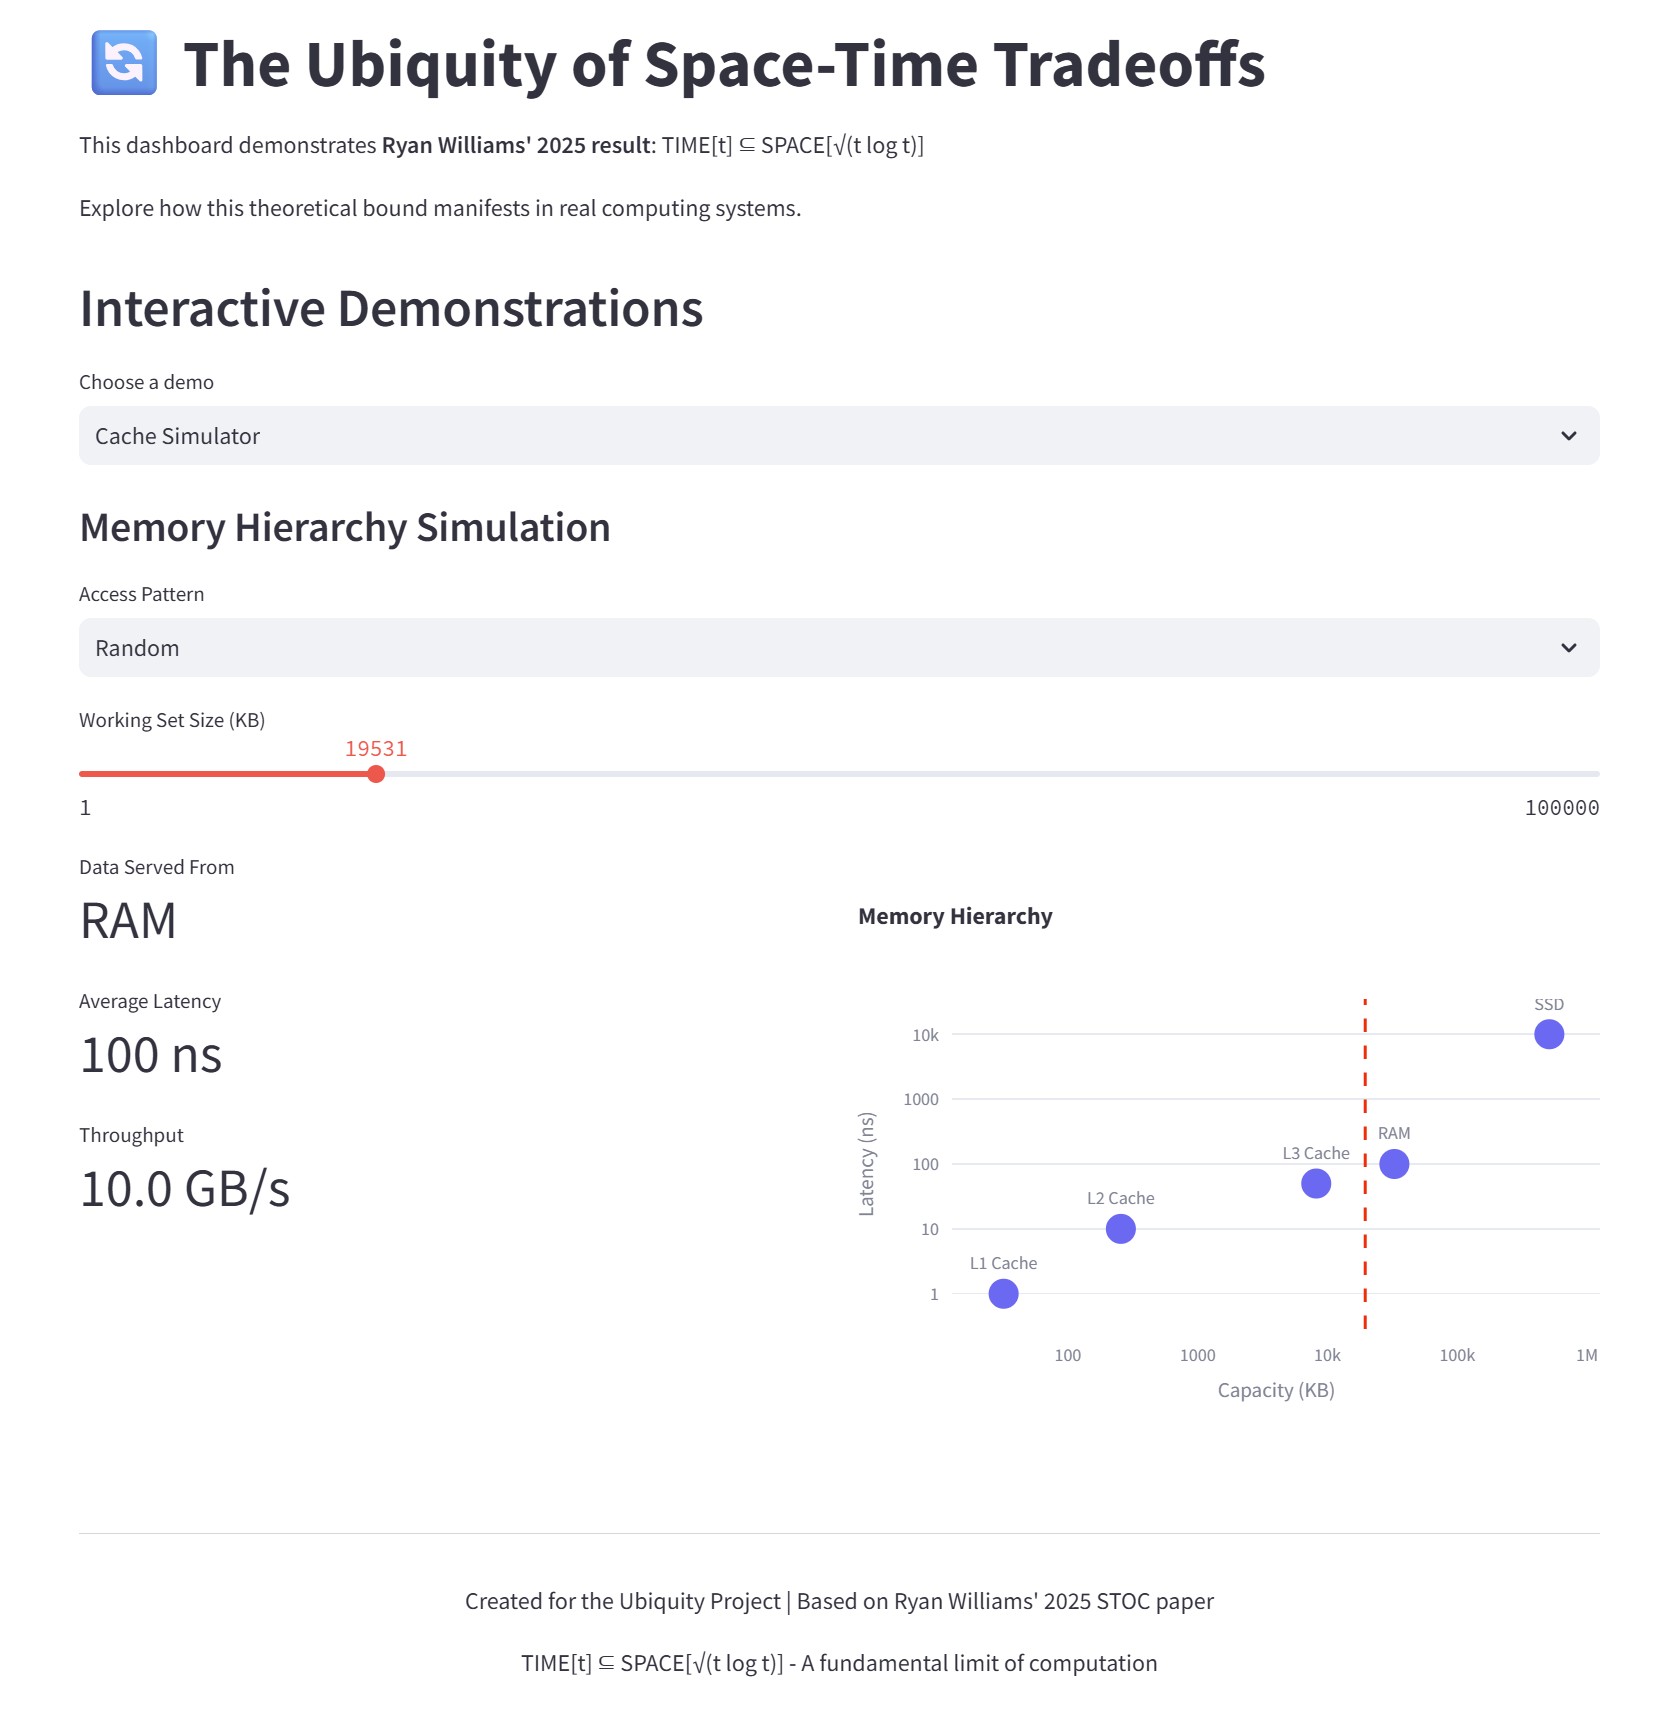 The Ubiquity of Space-Time Tradeoffs
This dashboard demonstrates Ryan Williams' 2025 result: TIME[t] ⊆ SPACE[√(t log t)]
Explore how this theoretical bound manifests in real computing systems.
Interactive Demonstrations
Choose a demo
Cache Simulator
Memory Hierarchy Simulation
Access Pattern
Random
Working Set Size (KB)
19531
1
100000
Data Served From
RAM
Average Latency
100 ns
Throughput
10.0 GB/s
Memory Hierarchy
SSD
10k
1000
RAM
L3 Cache
100
L2 Cache
10
L1 Cache
1
Latency (ns)
100 1000 10k 100k 1M
Capacity (KB)
Created for the Ubiquity Project | Based on Ryan Williams' 2025 STOC paper
TIME[t] ⊆ SPACE[√(t log t)] - A fundamental limit of computation